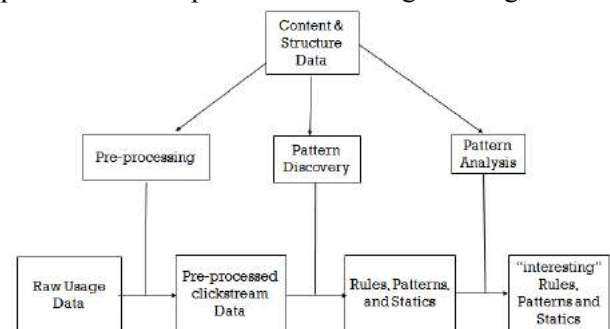 Content &
Structure
Data
Pre-processing
Pattern
Discovery
Pattern
Analysis
Raw Usage
Data
Pre-processed
clickstream
Data
Rules, Patterns,
and Statics
"interesting"
Rules,
Patterns and
Statics